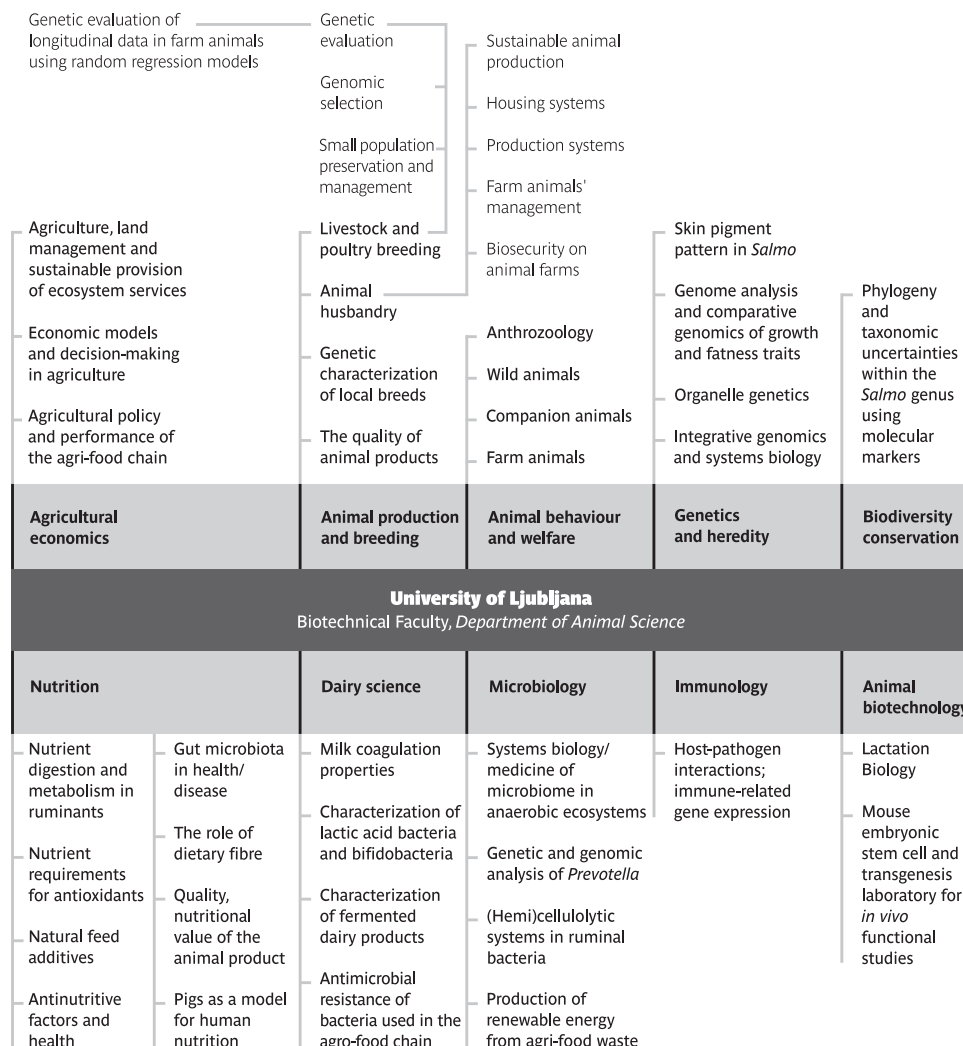 Genetic evaluation of
longitudinal data in farm animals
using random regression models
Genetic
evaluation
Genomic
selection
Small population
preservation and
management
Livestock and
poultry breeding
Animal
husbandry
Genetic
characterization
of local breeds
The quality of
animal products
Sustainable animal
production
Housing systems
Production systems
Farm animals'
management
Biosecurity on
animal farms
Anthrozoology
Wild animals
Companion animals
Farm animals
Agriculture, land
management and
sustainable provision
of ecosystem services
Economic models
and decision-making
in agriculture
Agricultural policy
and performance of
the agri-food chain
Skin pigment
pattern in Salmo
Genome analysis
and comparative
genomics of growth
and fatness traits
Organelle genetics
Integrative genomics
and systems biology
Phylogeny
and
taxonomic
uncertainties
within the
Salmo genus
using
molecular
markers
Agricultural
economics
Animal production
and breeding
Animal behaviour
and welfare
Genetics
and heredity
Biodiversity
conservation
University of Ljubljana
Biotechnical Faculty, Department of Animal Science
Nutrition
Dairy science
Microbiology
Immunology
Animal
biotechnology
Nutrient
digestion and
metabolism in
ruminants
Nutrient
requirements
for antioxidants
Natural feed
additives
Antinutritive
factors and
health
Gut microbiota
in health/
disease
The role of
dietary fibre
Quality,
nutritional
value of the
animal product
Pigs as a model
for human
nutrition
Milk coagulation
properties
Characterization of
lactic acid bacteria
and bifidobacteria
Characterization
of fermented
dairy products
Antimicrobial
resistance of
bacteria used in the
agro-food chain
Systems biology/
medicine of
microbiome in
anaerobic ecosystems
Genetic and genomic
analysis of Prevotella
(Hemi)cellulolytic
systems in ruminal
bacteria
Production of
renewable energy
from agri-food waste
Host-pathogen
interactions;
immune-related
gene expression
Lactation
Biology
Mouse
embryonic
stem cell and
transgenesis
laboratory for
in vivo
functional
studies